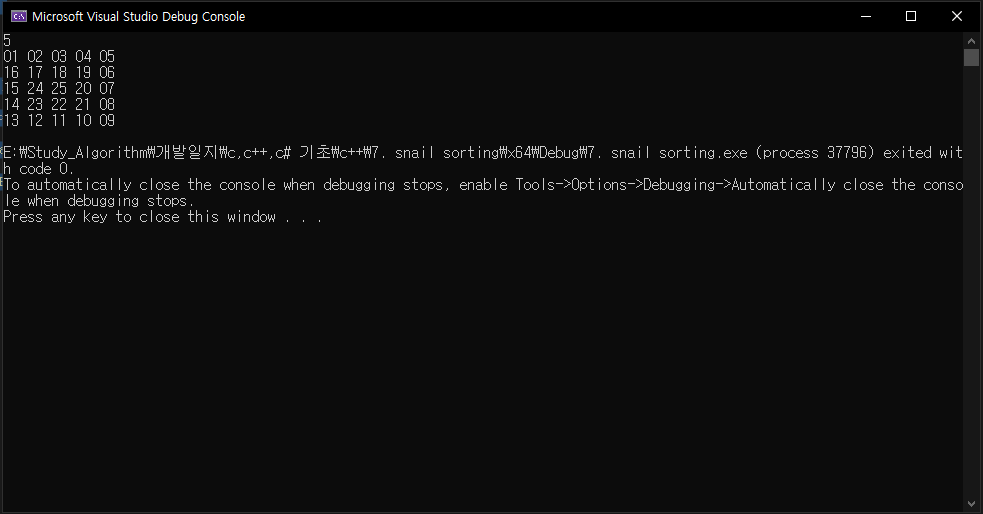 Microsoft Visual Studio Debug Console
5
01 02 03 04 05
16 17 18 19 06
15 24 25 20 07
14 23 22 21 08
13 12 11 10 09
E:₩Study_Algorithm₩개발일지₩c,c++,c# 기초₩c++₩7. snail sorting₩x64₩Debug₩7. snail sorting.exe (process 37796) exited wit
h code 0.
To automatically close the console when debugging stops, enable Tools->Options->Debugging->Automatically close the conso
le when debugging stops.
Press any key to close this window . . .